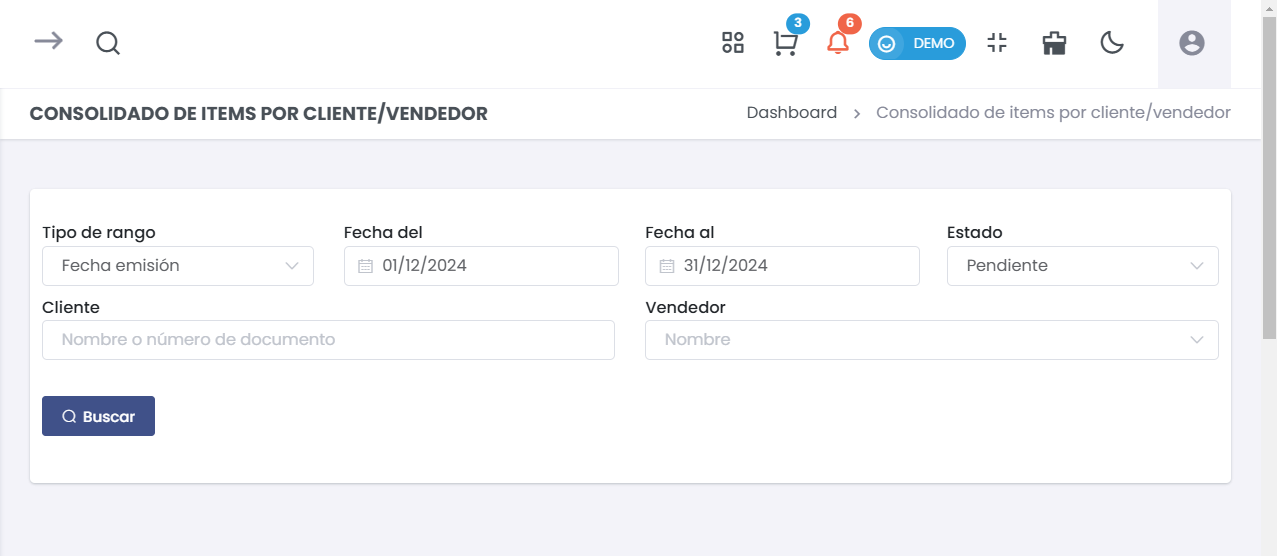 3
6
DEMO
CONSOLIDADO DE ITEMS POR CLIENTE/VENDEDOR
Dashboard > Consolidado de items por cliente/vendedor
Tipo de rango
Fecha del
Fecha al
Estado
Fecha emisión
01/12/2024
31/12/2024
Pendiente
Cliente
Vendedor
Nombre o número de documento
Nombre
Buscar